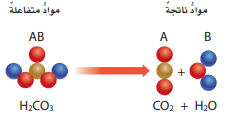 موادُّ متفاعلةٌ
موادُّ ناتجةٌ
AB
A
B
+
H₂CO₃
CO₂ + H₂O